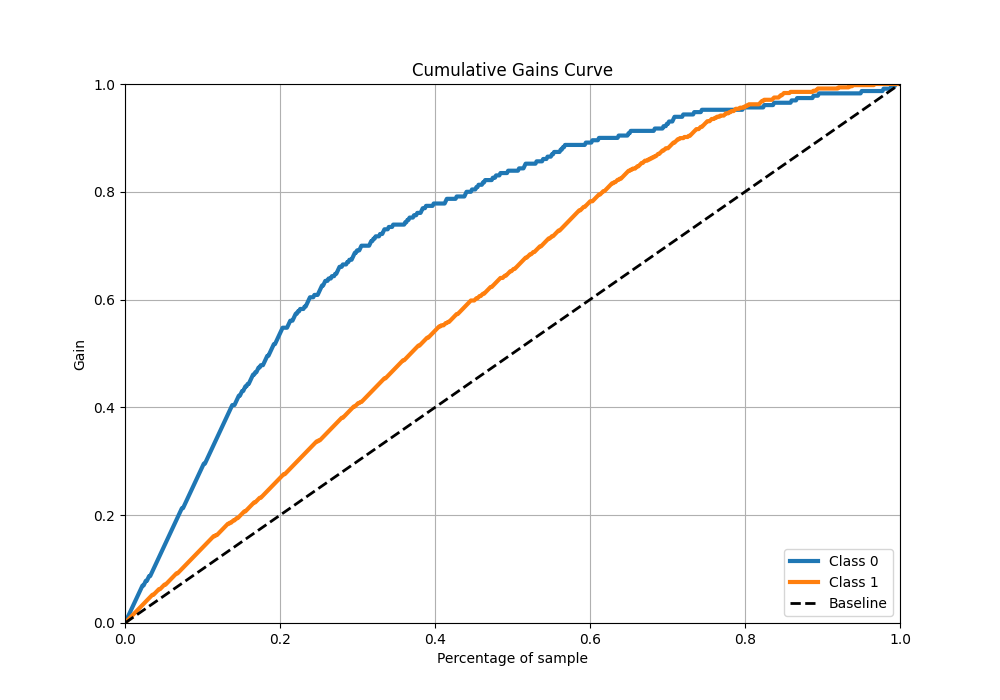 Cumulative Gains Curve
1.0
0.8
0.6
0.4
0.2
0.0
Gain
0.0 0.2 0.4 0.6 0.8 1.0
Percentage of sample
Class 0
Class 1
Baseline